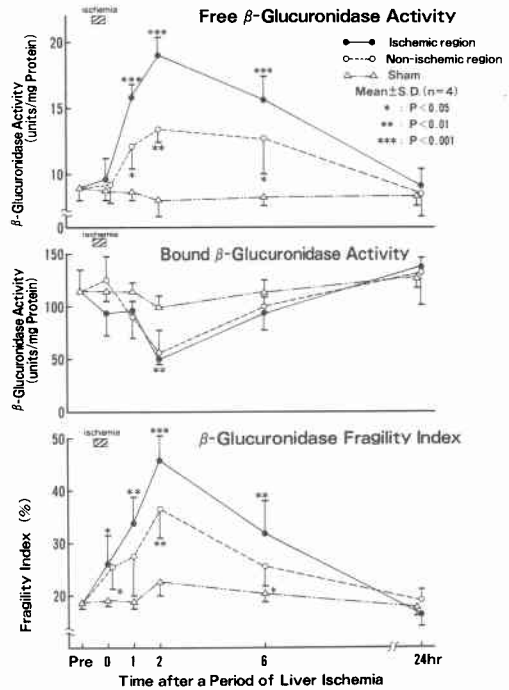 ischemia
Free β-Glucuronidase Activity
Ischemic region
Non-ischemic region
Sham
Mean±S.D.(n=4)
* : P<0.05
** : P<0.01
*** : P<0.001
β-Glucuronidase Activity
(units/mg Protein)
20
15
10
0
***
***
***
*
**
*
ischemia
Bound β-Glucuronidase Activity
β-Glucuronidase Activity
(units/mg Protein)
150
100
50
0
**
ischemia
β-Glucuronidase Fragility Index
Fragility Index (%)
50
40
30
20
***
**
**
*
**
*
*
Pre 0 1 2 6 24hr
Time after a Period of Liver Ischemia